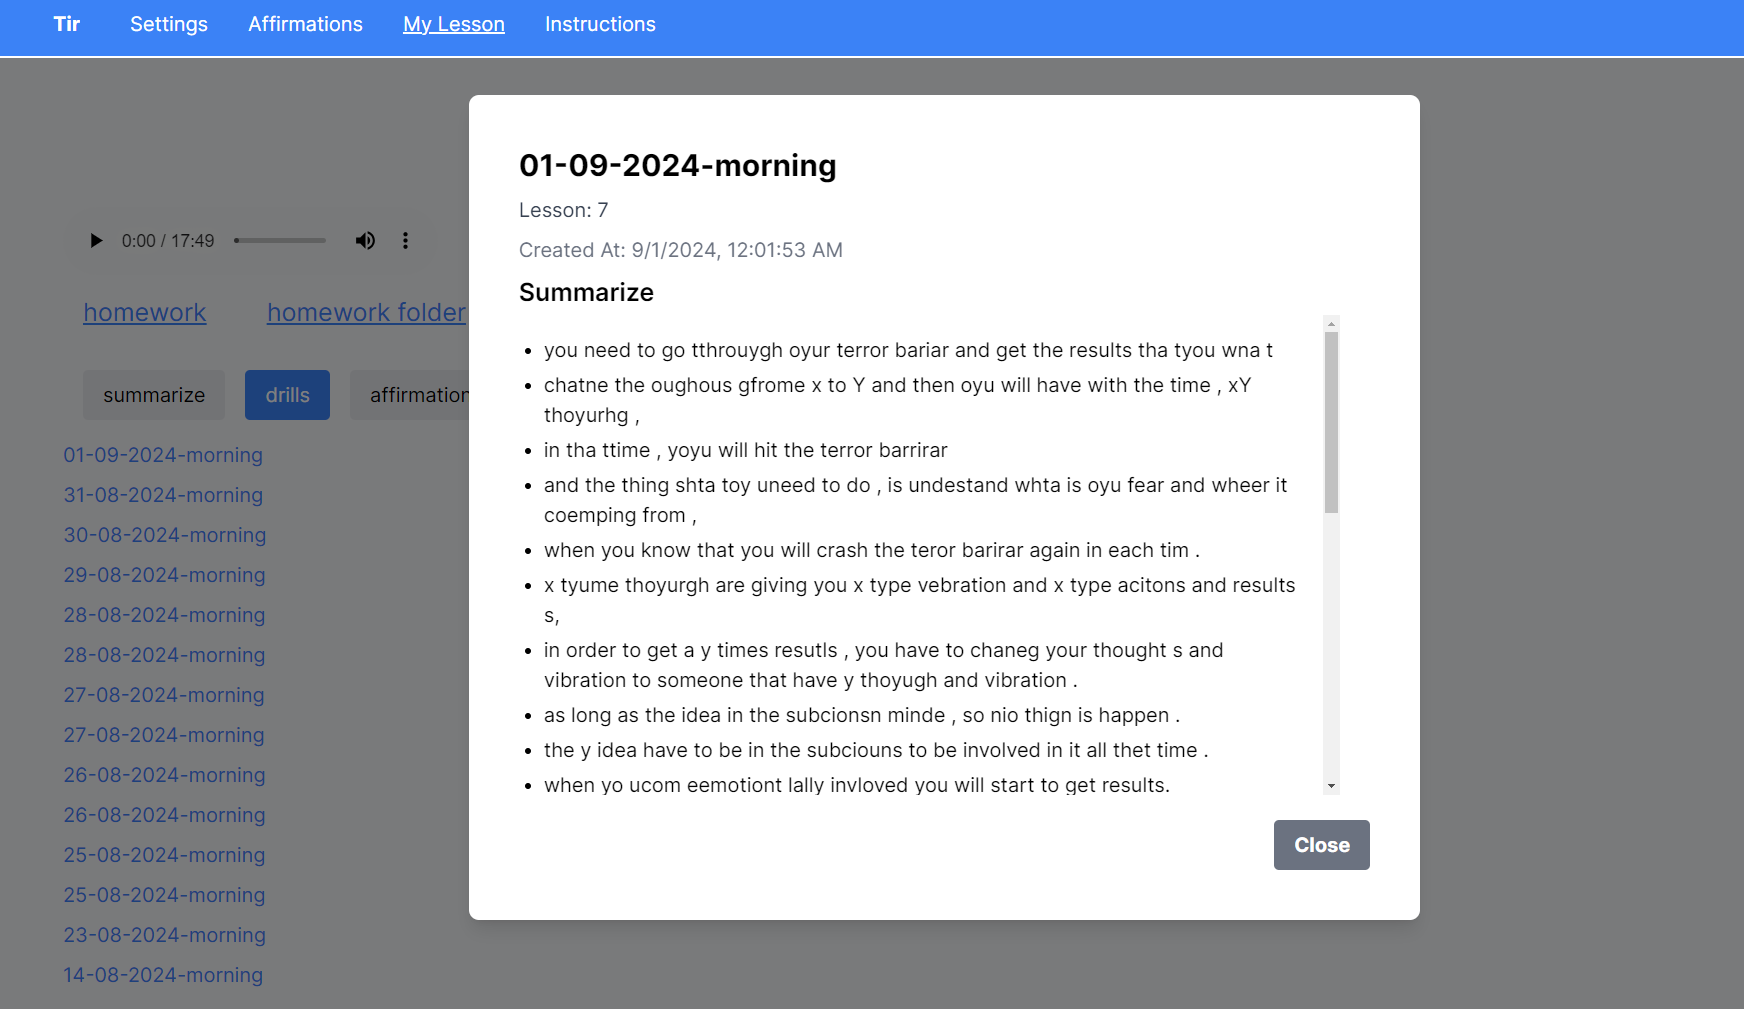 Tir Settings Affirmations My Lesson Instructions
0:00 / 17:49
homework homework folder
summarize drills affirmation
01-09-2024-morning
31-08-2024-morning
30-08-2024-morning
29-08-2024-morning
28-08-2024-morning
28-08-2024-morning
27-08-2024-morning
27-08-2024-morning
26-08-2024-morning
26-08-2024-morning
25-08-2024-morning
25-08-2024-morning
23-08-2024-morning
14-08-2024-morning
01-09-2024-morning
Lesson: 7
Created At: 9/1/2024, 12:01:53 AM
Summarize
you need to go tthrouygh oyur terror bariar and get the results tha tyou wna t
chatne the oughous gfrome x to Y and then oyu will have with the time , xY
thoyurhg ,
in tha ttime , yoyu will hit the terror barrirar
and the thing shta toy uneed to do , is undestand whta is oyu fear and wheer it
coemping from ,
when you know that you will crash the teror barirar again in each tim .
x tyume thoyurgh are giving you x type vebration and x type acitons and results
s,
in order to get a y times resutls , you have to chaneg your thought s and
vibration to someone that have y thoyugh and vibration .
as long as the idea in the subcionsn minde , so nio thign is happen .
the y idea have to be in the subciouns to be involved in it all thet time .
when yo ucom eemotiont lally invloved you will start to get results.
Close